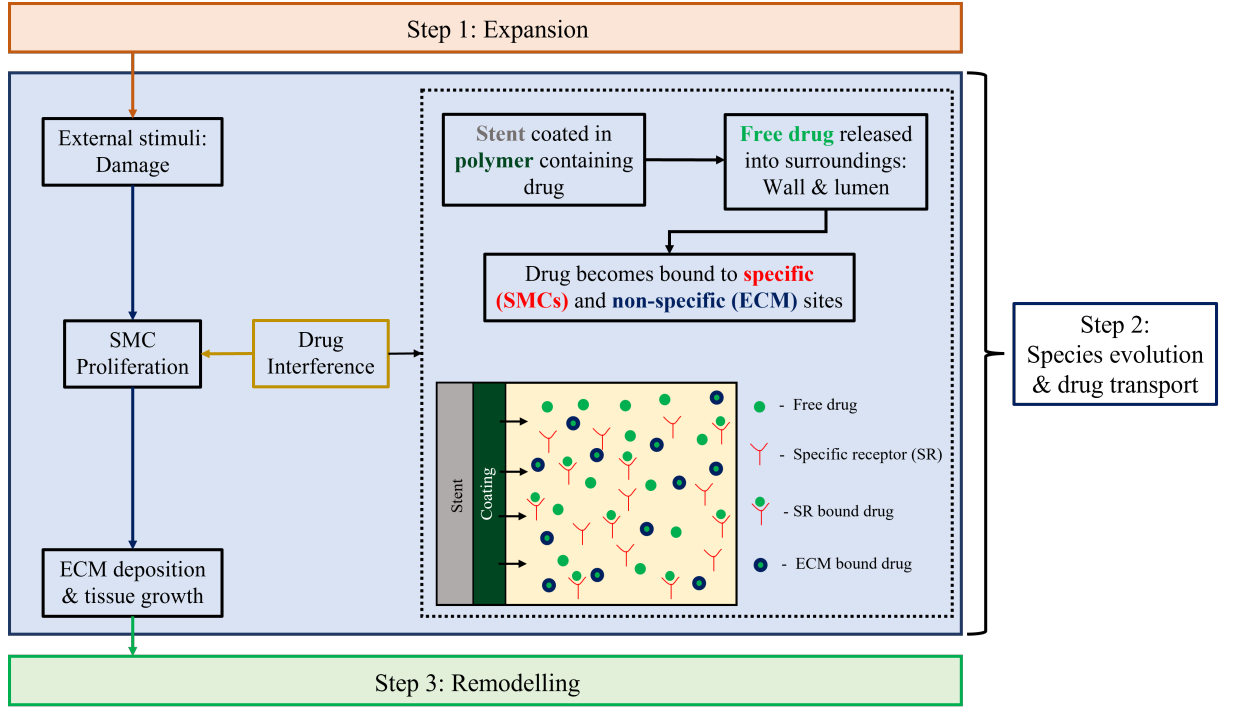 Step 1: Expansion
External stimuli:
Damage
Stent coated in
polymer containing
drug
Free drug released
into surroundings:
Wall & lumen
Drug becomes bound to specific
(SMCs) and non-specific (ECM) sites
SMC
Proliferation
Drug
Interference
Step 2:
Species evolution
& drug transport
Stent
Coating
- Free drug
- Specific receptor (SR)
- SR bound drug
- ECM bound drug
ECM deposition
& tissue growth
Step 3: Remodelling